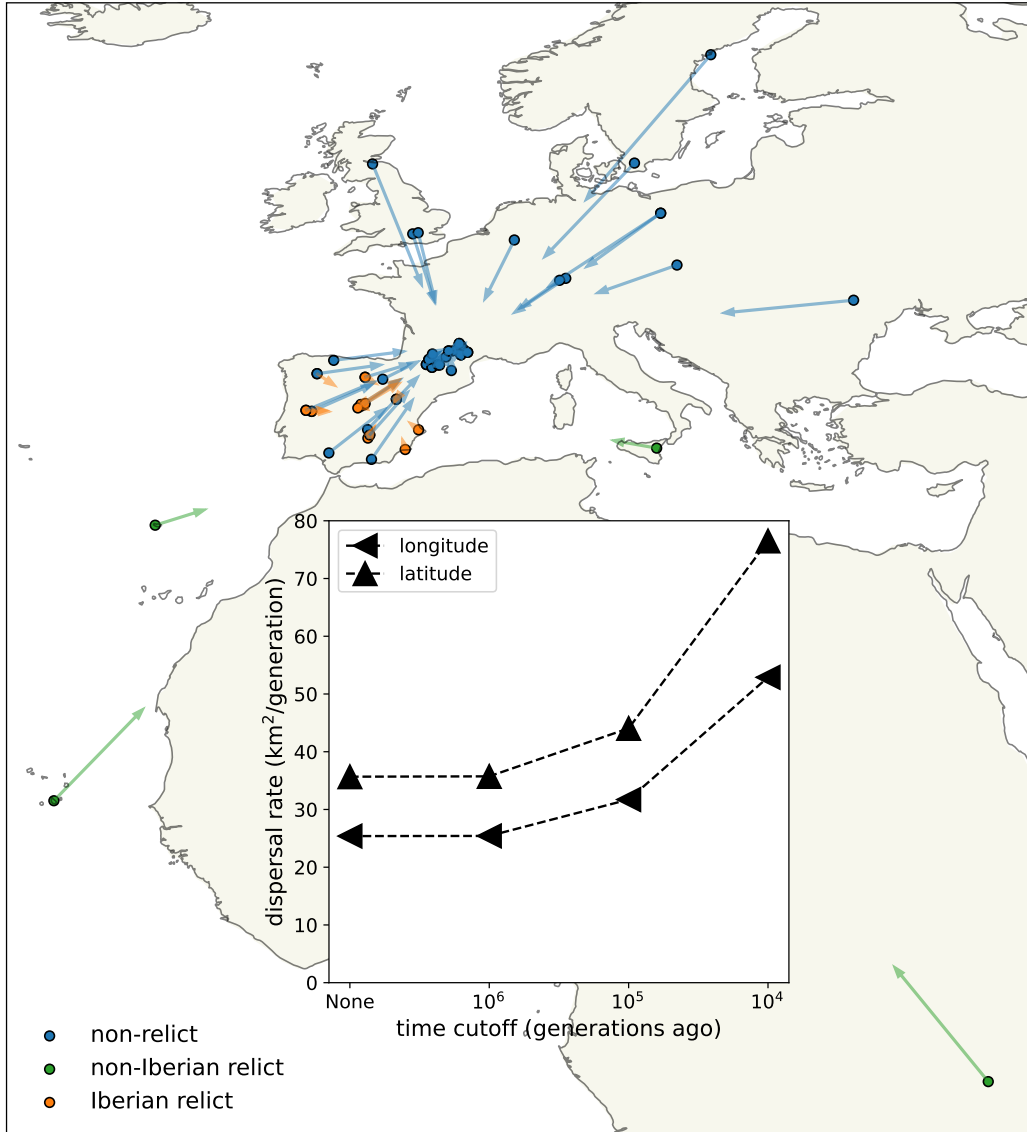 80
70
60
50
40
30
20
10
0
dispersal rate (km²/generation)
longitude
latitude
None
10⁶
10⁵
10⁴
time cutoff (generations ago)
non-relict
non-Iberian relict
Iberian relict